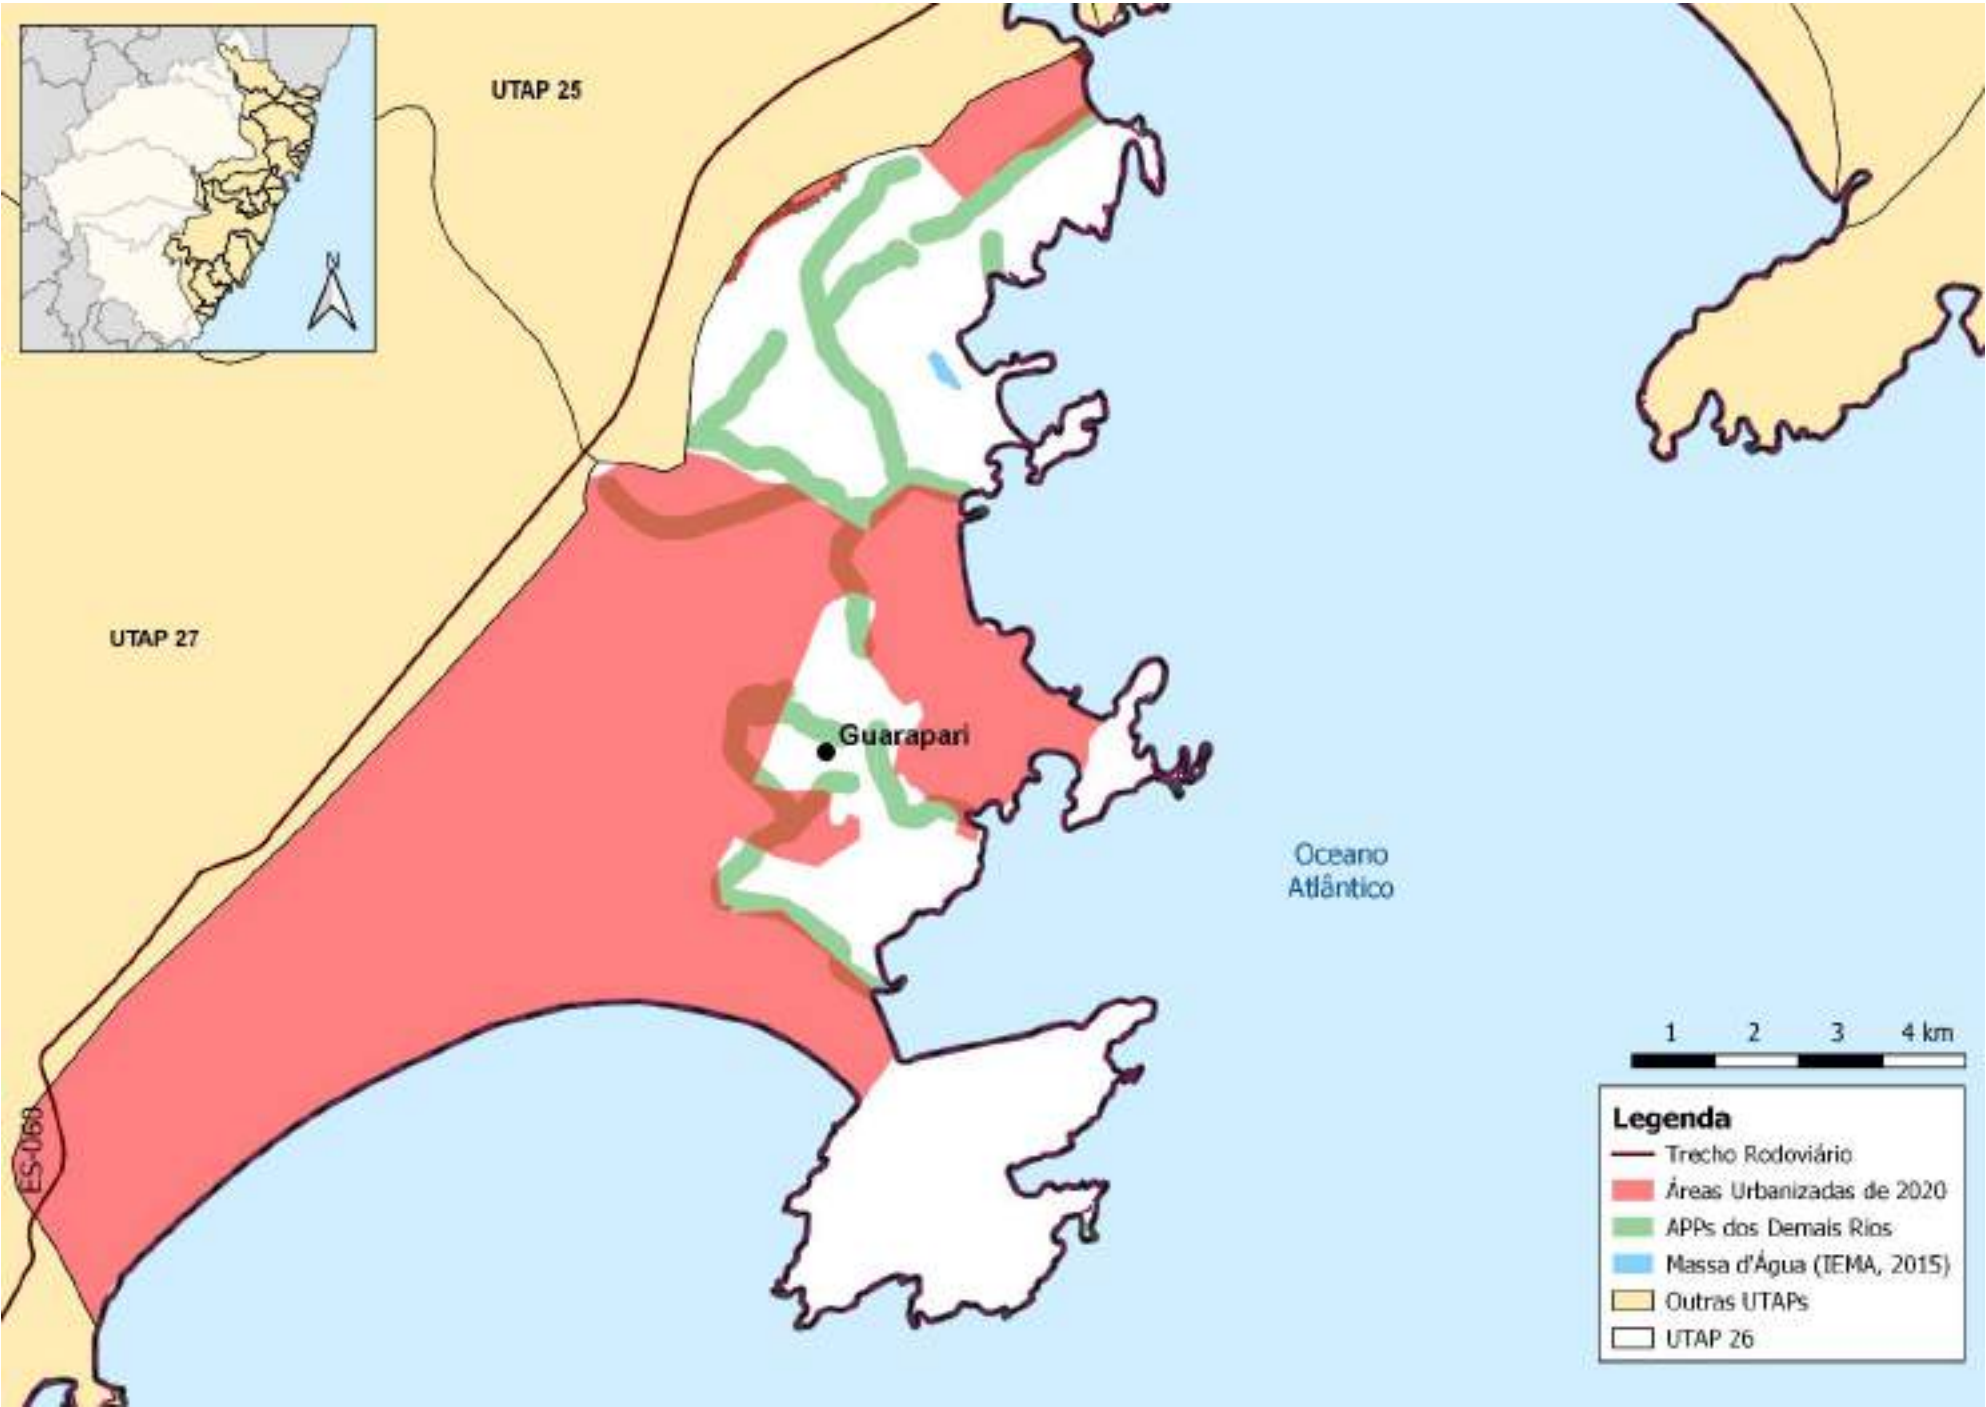 UTAP 25
N
UTAP 27
Guarapari
Oceano
Atlântico
ES-060
1 2 3 4 km
Legenda
Trecho Rodoviário
Áreas Urbanizadas de 2020
APPs dos Demais Rios
Massa d'Água (IEMA, 2015)
Outras UTAPs
UTAP 26